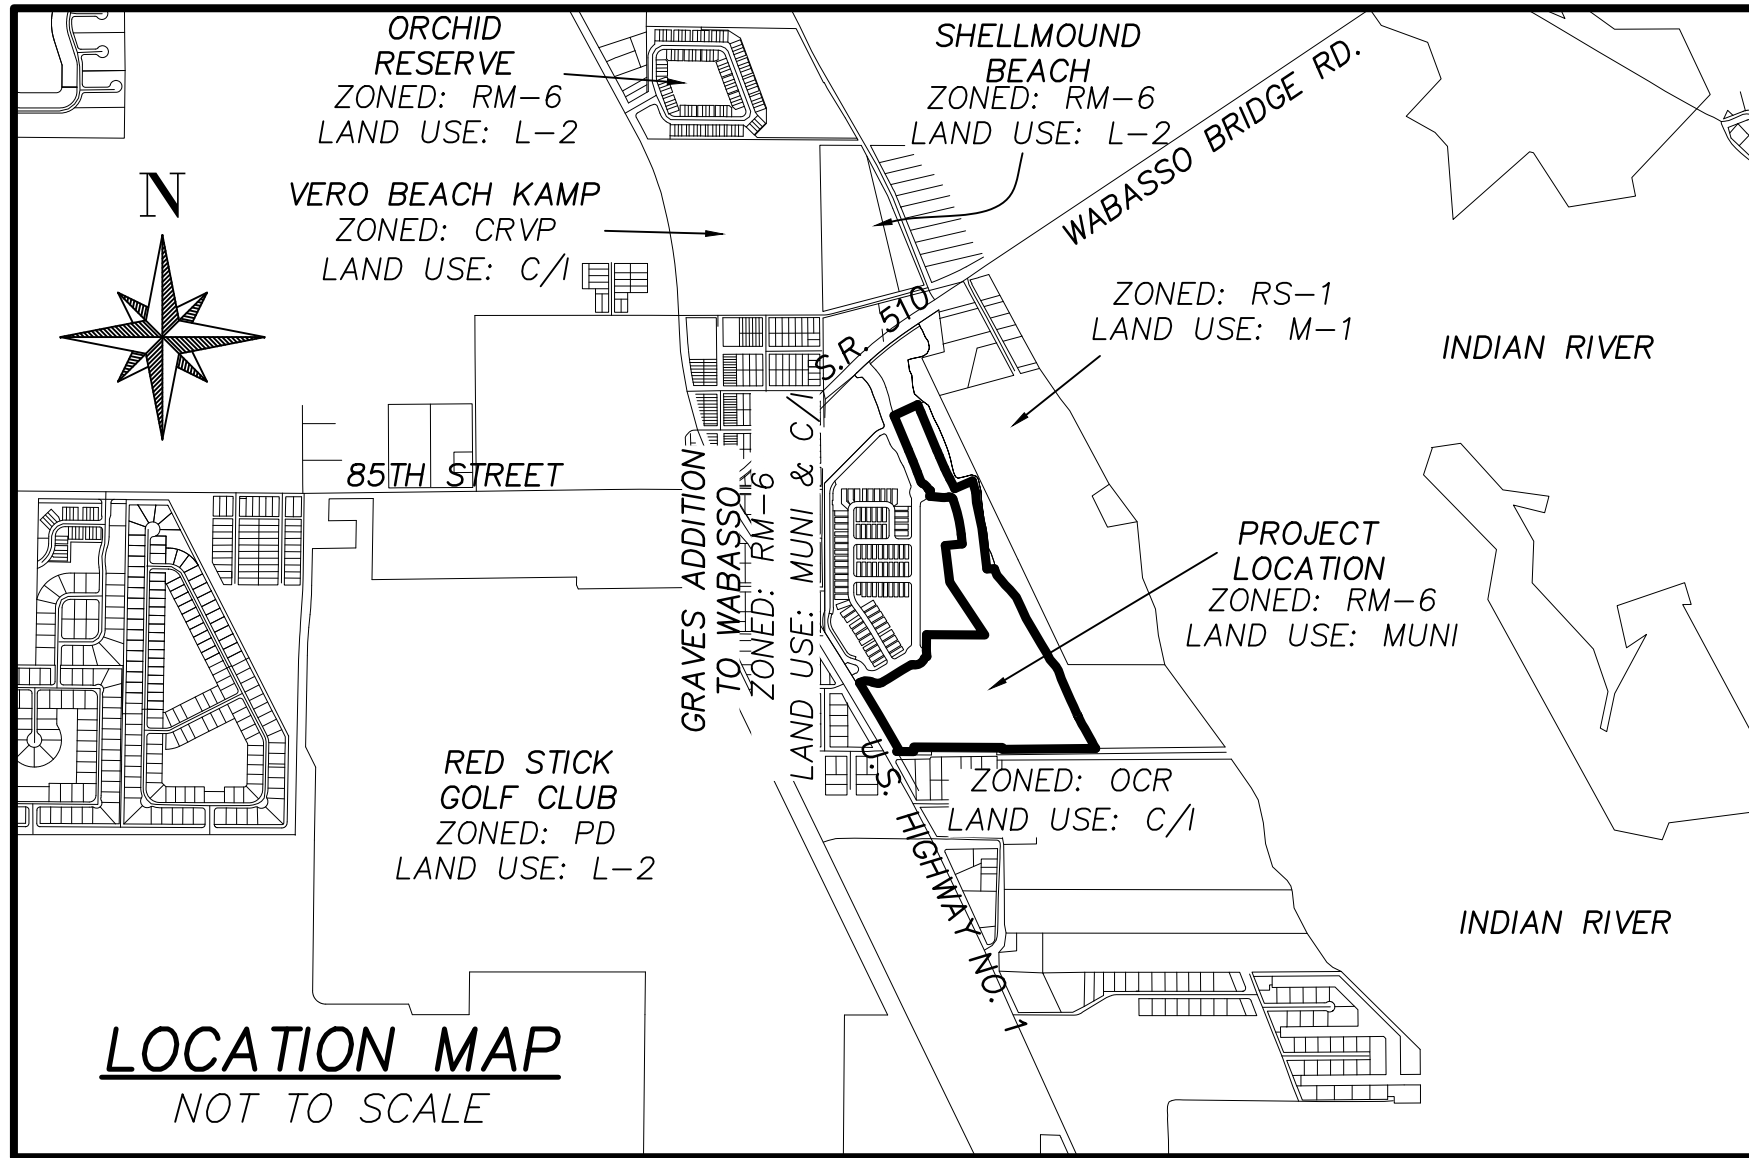 ORCHID
RESERVE
ZONED: RM-6
LAND USE: L-2
SHELLMOUND
BEACH
ZONED: RM-6
LAND USE: L-2
WABASSO BRIDGE RD.
N
VERO BEACH KAMP
ZONED: CRVP
LAND USE: C/I
S.R. 510
ZONED: RS-1
LAND USE: M-1
INDIAN RIVER
85TH STREET
GRAVES ADDITION
TO WABASSO
ZONED: RM-6
LAND USE: MUNI & C/I
PROJECT
LOCATION
ZONED: RM-6
LAND USE: MUNI
RED STICK
GOLF CLUB
ZONED: PD
LAND USE: L-2
U.S. HIGHWAY NO. 1
ZONED: OCR
LAND USE: C/I
INDIAN RIVER
LOCATION MAP
NOT TO SCALE